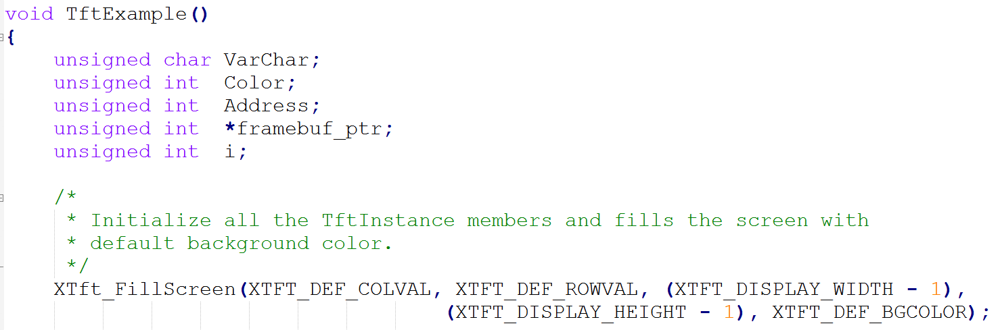 void TftExample()
{
    unsigned char VarChar;
    unsigned int  Color;
    unsigned int  Address;
    unsigned int  *framebuf_ptr;
    unsigned int  i;
    /*
     * Initialize all the TftInstance members and fills the screen with
     * default background color.
     */
    XTft_FillScreen(XTFT_DEF_COLVAL, XTFT_DEF_ROWVAL, (XTFT_DISPLAY_WIDTH - 1),
                                    (XTFT_DISPLAY_HEIGHT - 1), XTFT_DEF_BGCOLOR);